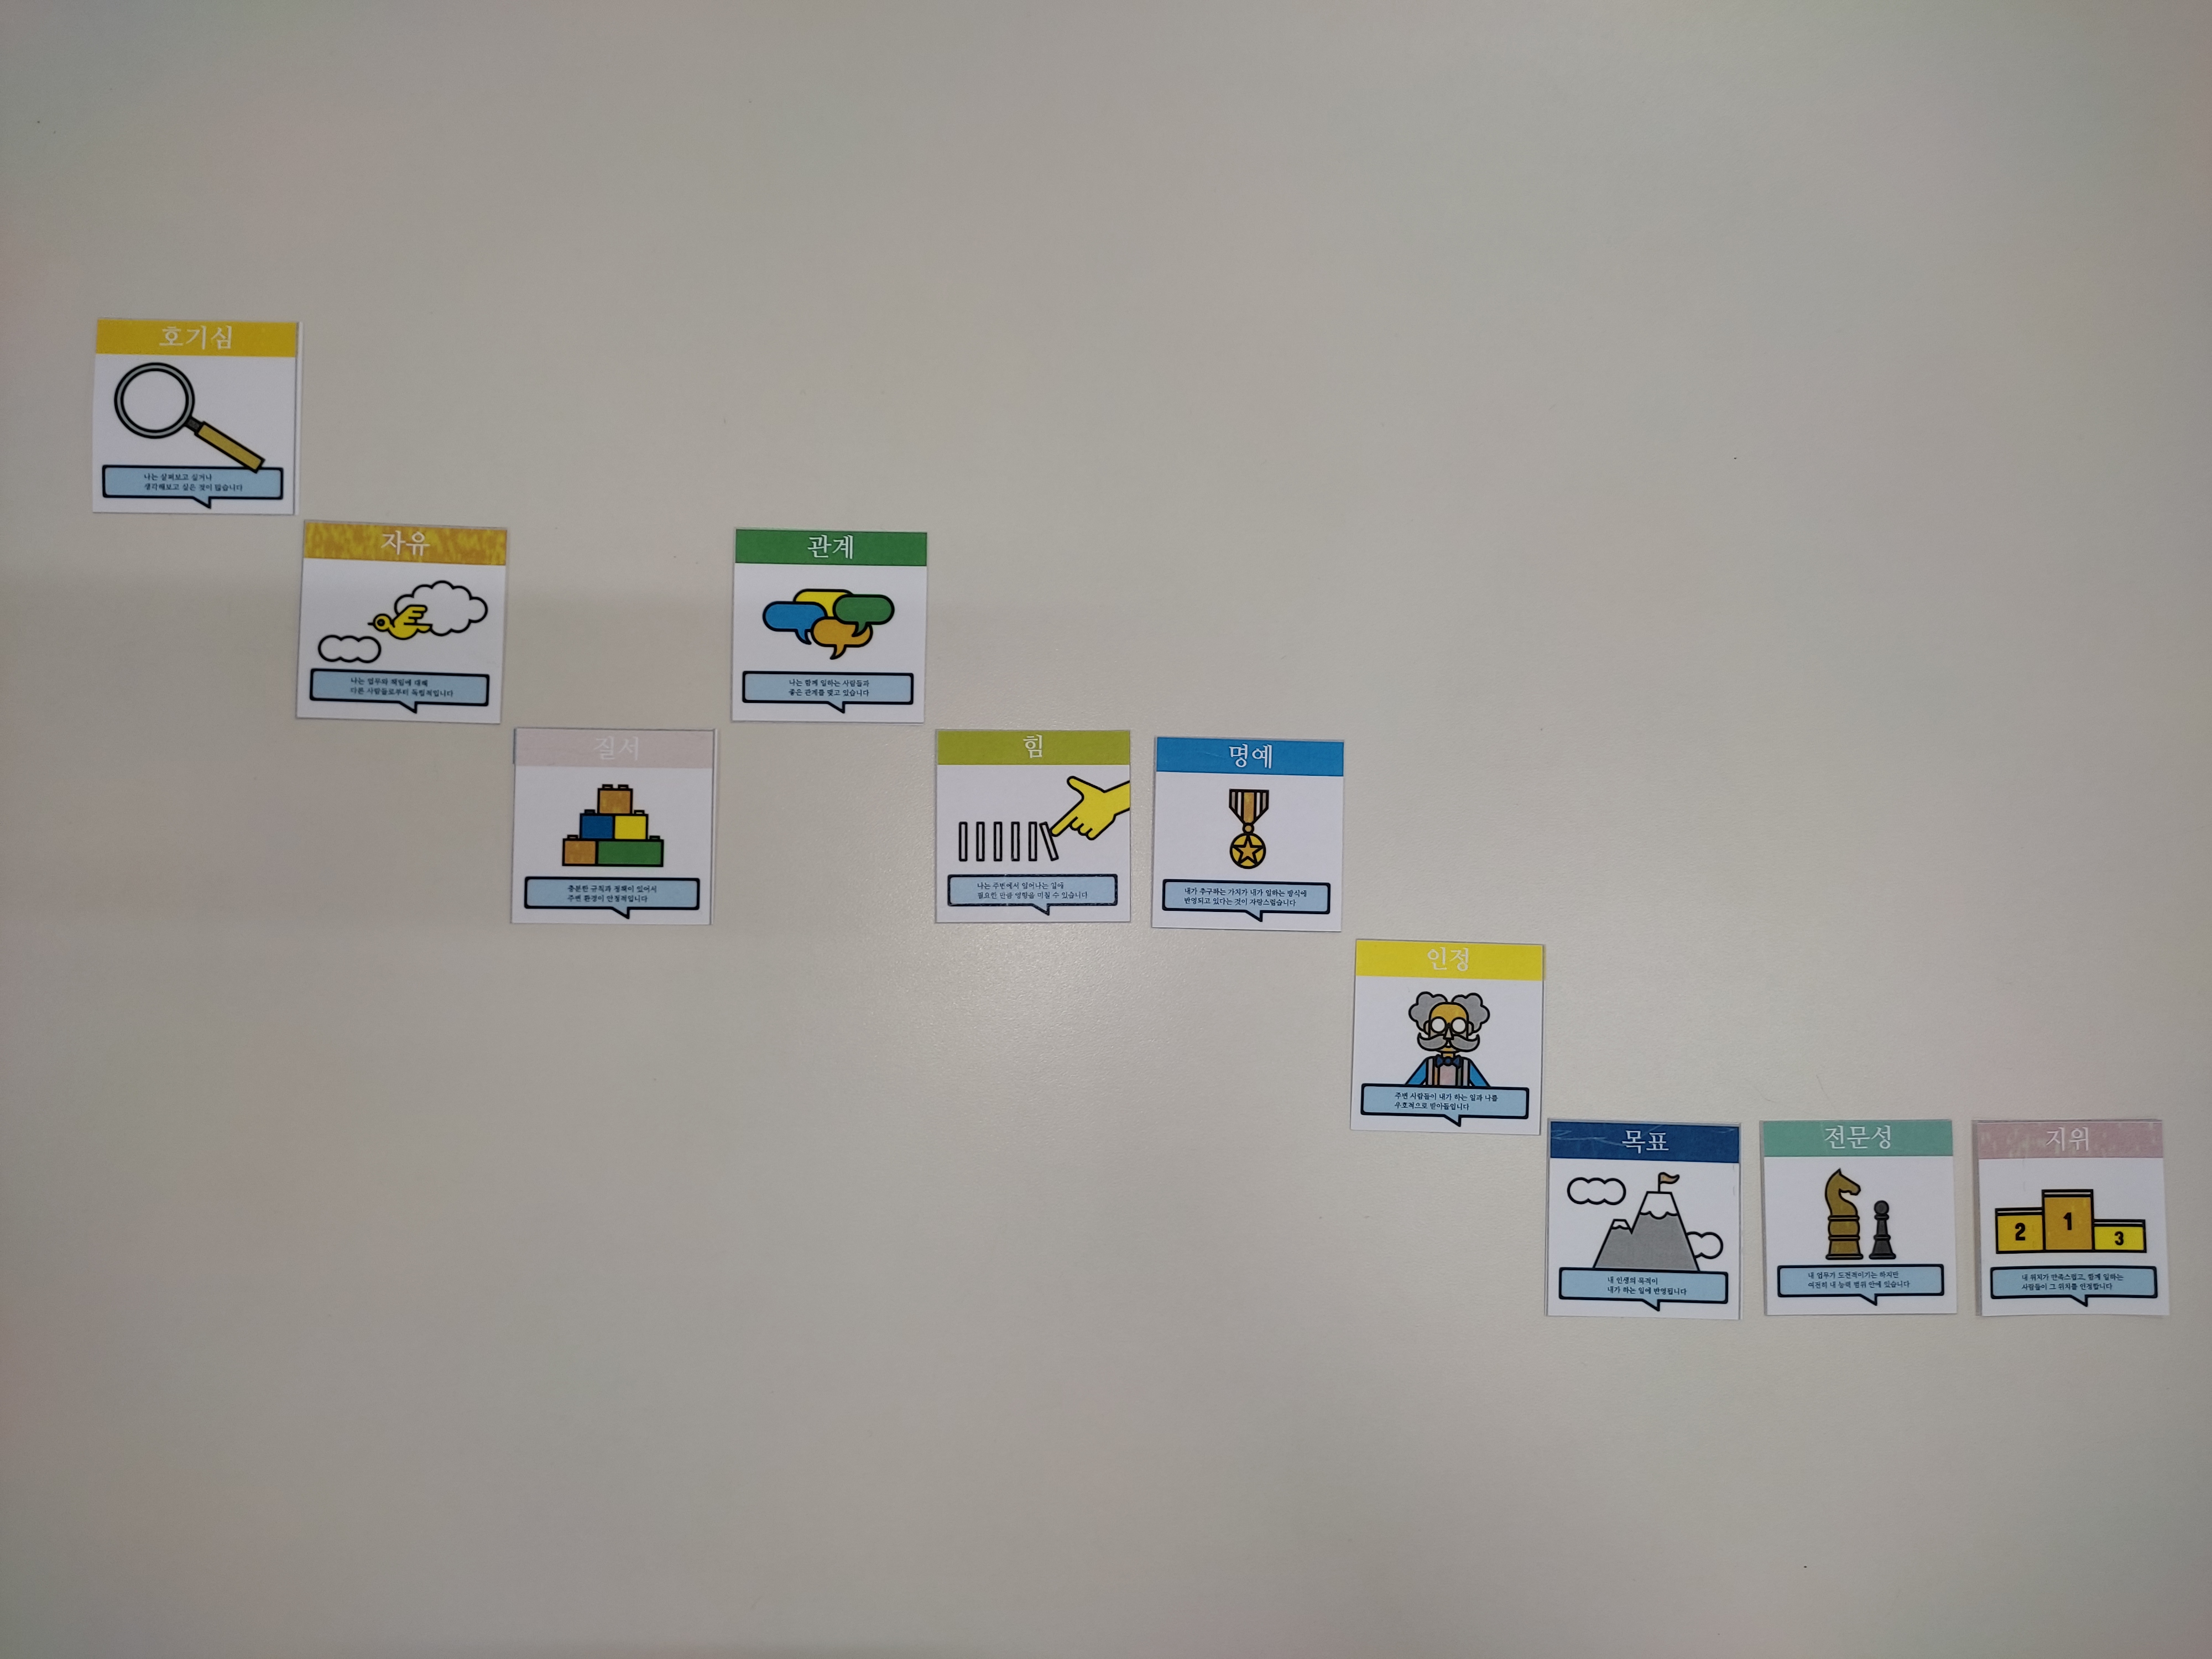 호기심
나는 살펴보고 싶거나
생각해보고 싶은 것이 많습니다
자유
나는 업무와 책임에 대해
다른 사람들로부터 독립적입니다
질서
충분한 규칙과 정책이 있어서
주변 환경이 안정적입니다
관계
나는 함께 일하는 사람들과
좋은 관계를 맺고 있습니다
힘
나는 주변에서 일어나는 일에
필요한 만큼 영향을 미칠 수 있습니다
명예
내가 추구하는 가치가 내가 일하는 방식에
반영되고 있다는 것이 자랑스럽습니다
인정
주변 사람들이 내가 하는 일과 나를
우호적으로 받아들입니다
목표
내 인생의 목적이
내가 하는 일에 반영됩니다
전문성
내 업무가 도전적이기는 하지만
여전히 내 능력 범위 안에 있습니다
지위
2 1 3
내 위치가 만족스럽고, 함께 일하는
사람들이 그 위치를 인정합니다